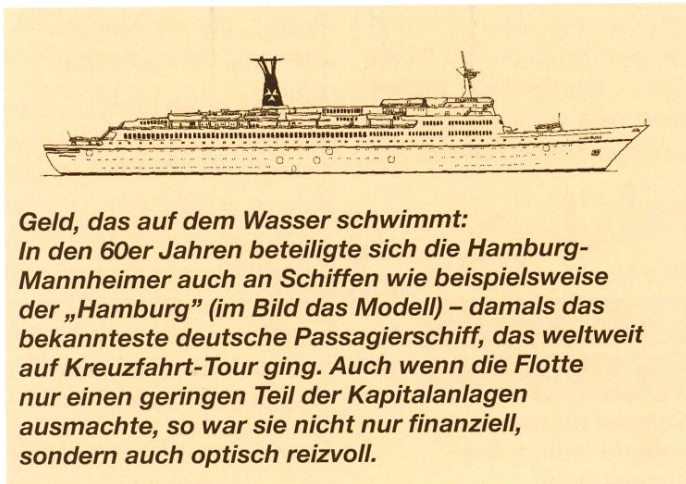 Geld, das auf dem Wasser schwimmt:
In den 60er Jahren beteiligte sich die Hamburg-
Mannheimer auch an Schiffen wie beispielsweise
der „Hamburg” (im Bild das Modell) – damals das
bekannteste deutsche Passagierschiff, das weltweit
auf Kreuzfahrt-Tour ging. Auch wenn die Flotte
nur einen geringen Teil der Kapitalanlagen
ausmachte, so war sie nicht nur finanziell,
sondern auch optisch reizvoll.